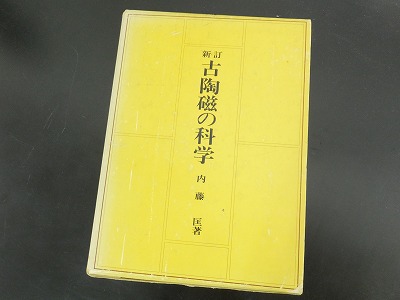 新・訂
古陶磁の科学
内藤 匡著